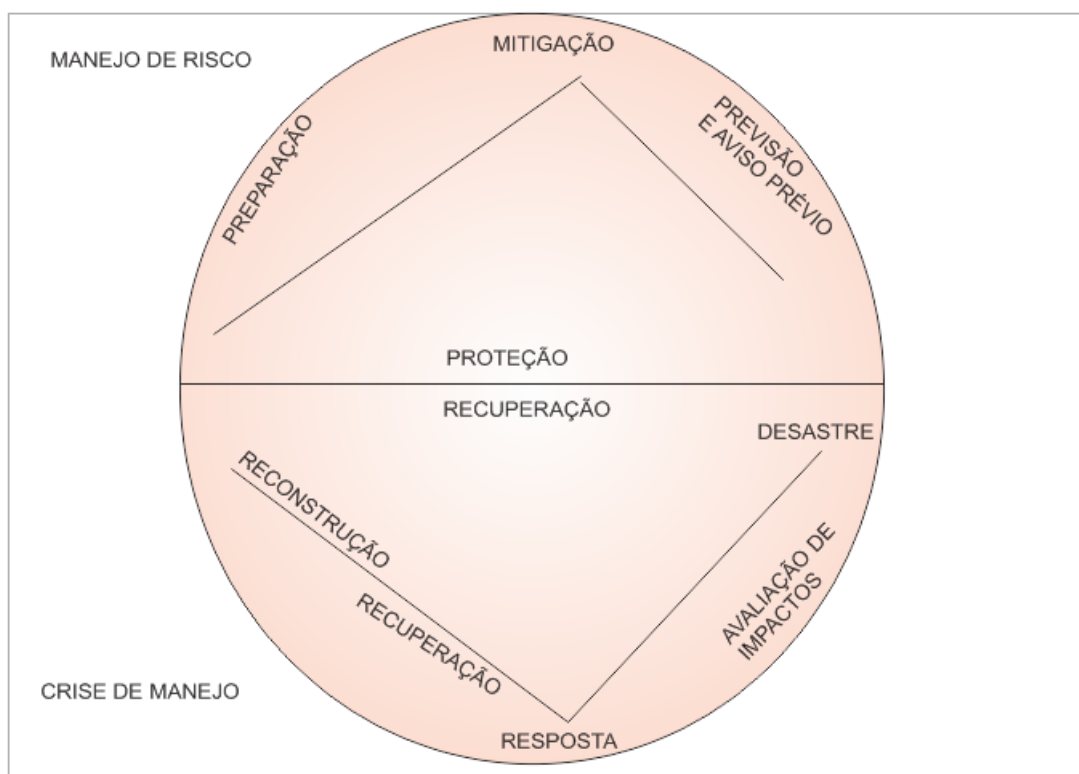 MANEJO DE RISCO
MITIGAÇÃO
PREPARAÇÃO
PREVISÃO
E AVISO PRÉVIO
PROTEÇÃO
RECUPERAÇÃO
DESASTRE
RECONSTRUÇÃO
RECUPERAÇÃO
AVALIAÇÃO DE
IMPACTOS
CRISE DE MANEJO
RESPOSTA